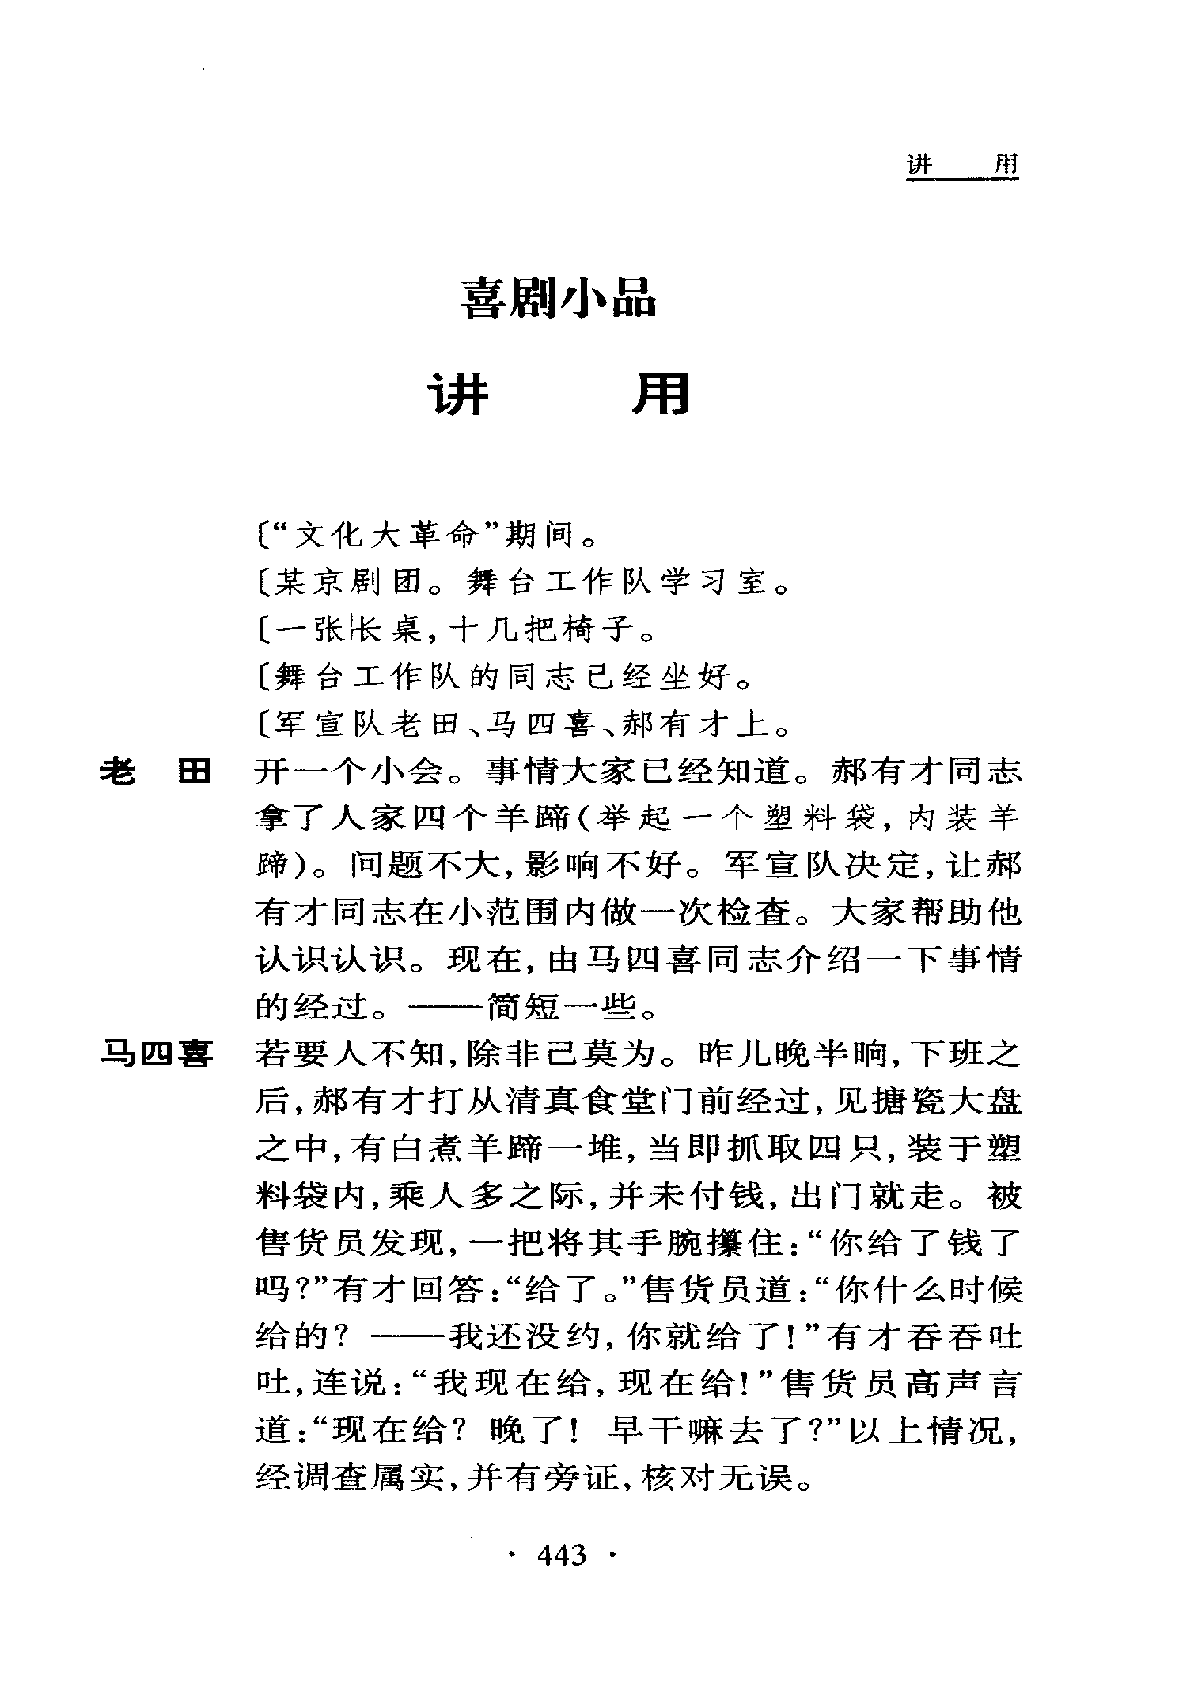 讲 用
喜剧小品
讲 用
〔“文化大革命”期间。
〔某京剧团。舞台工作队学习室。
〔一张长桌,十几把椅子。
〔舞台工作队的同志已经坐好。
〔军宣队老田、马四喜、郝有才上。
老 田 开一个小会。事情大家已经知道。郝有才同志
拿了人家四个羊蹄(举起一个塑料袋,内装羊
蹄)。问题不大,影响不好。军宣队决定,让郝
有才同志在小范围内做一次检查。大家帮助他
认识认识。现在,由马四喜同志介绍一下事情
的经过。——简短一些。
马四喜 若要人不知,除非己莫为。昨儿晚半晌,下班之
后,郝有才打从清真食堂门前经过,见搪瓷大盘
之中,有白煮羊蹄一堆,当即抓取四只,装于塑
料袋内,乘人多之际,并未付钱,出门就走。被
售货员发现,一把将其手腕攥住:“你给了钱了
吗?”有才回答:“给了。”售货员道:“你什么时候
给的? ——我还没约,你就给了!”有才吞吞吐
吐,连说:“我现在给,现在给!”售货员高声言
道:“现在给? 晚了! 早干嘛去了?”以上情况,
经调查属实,并有旁证,核对无误。
· 443 ·